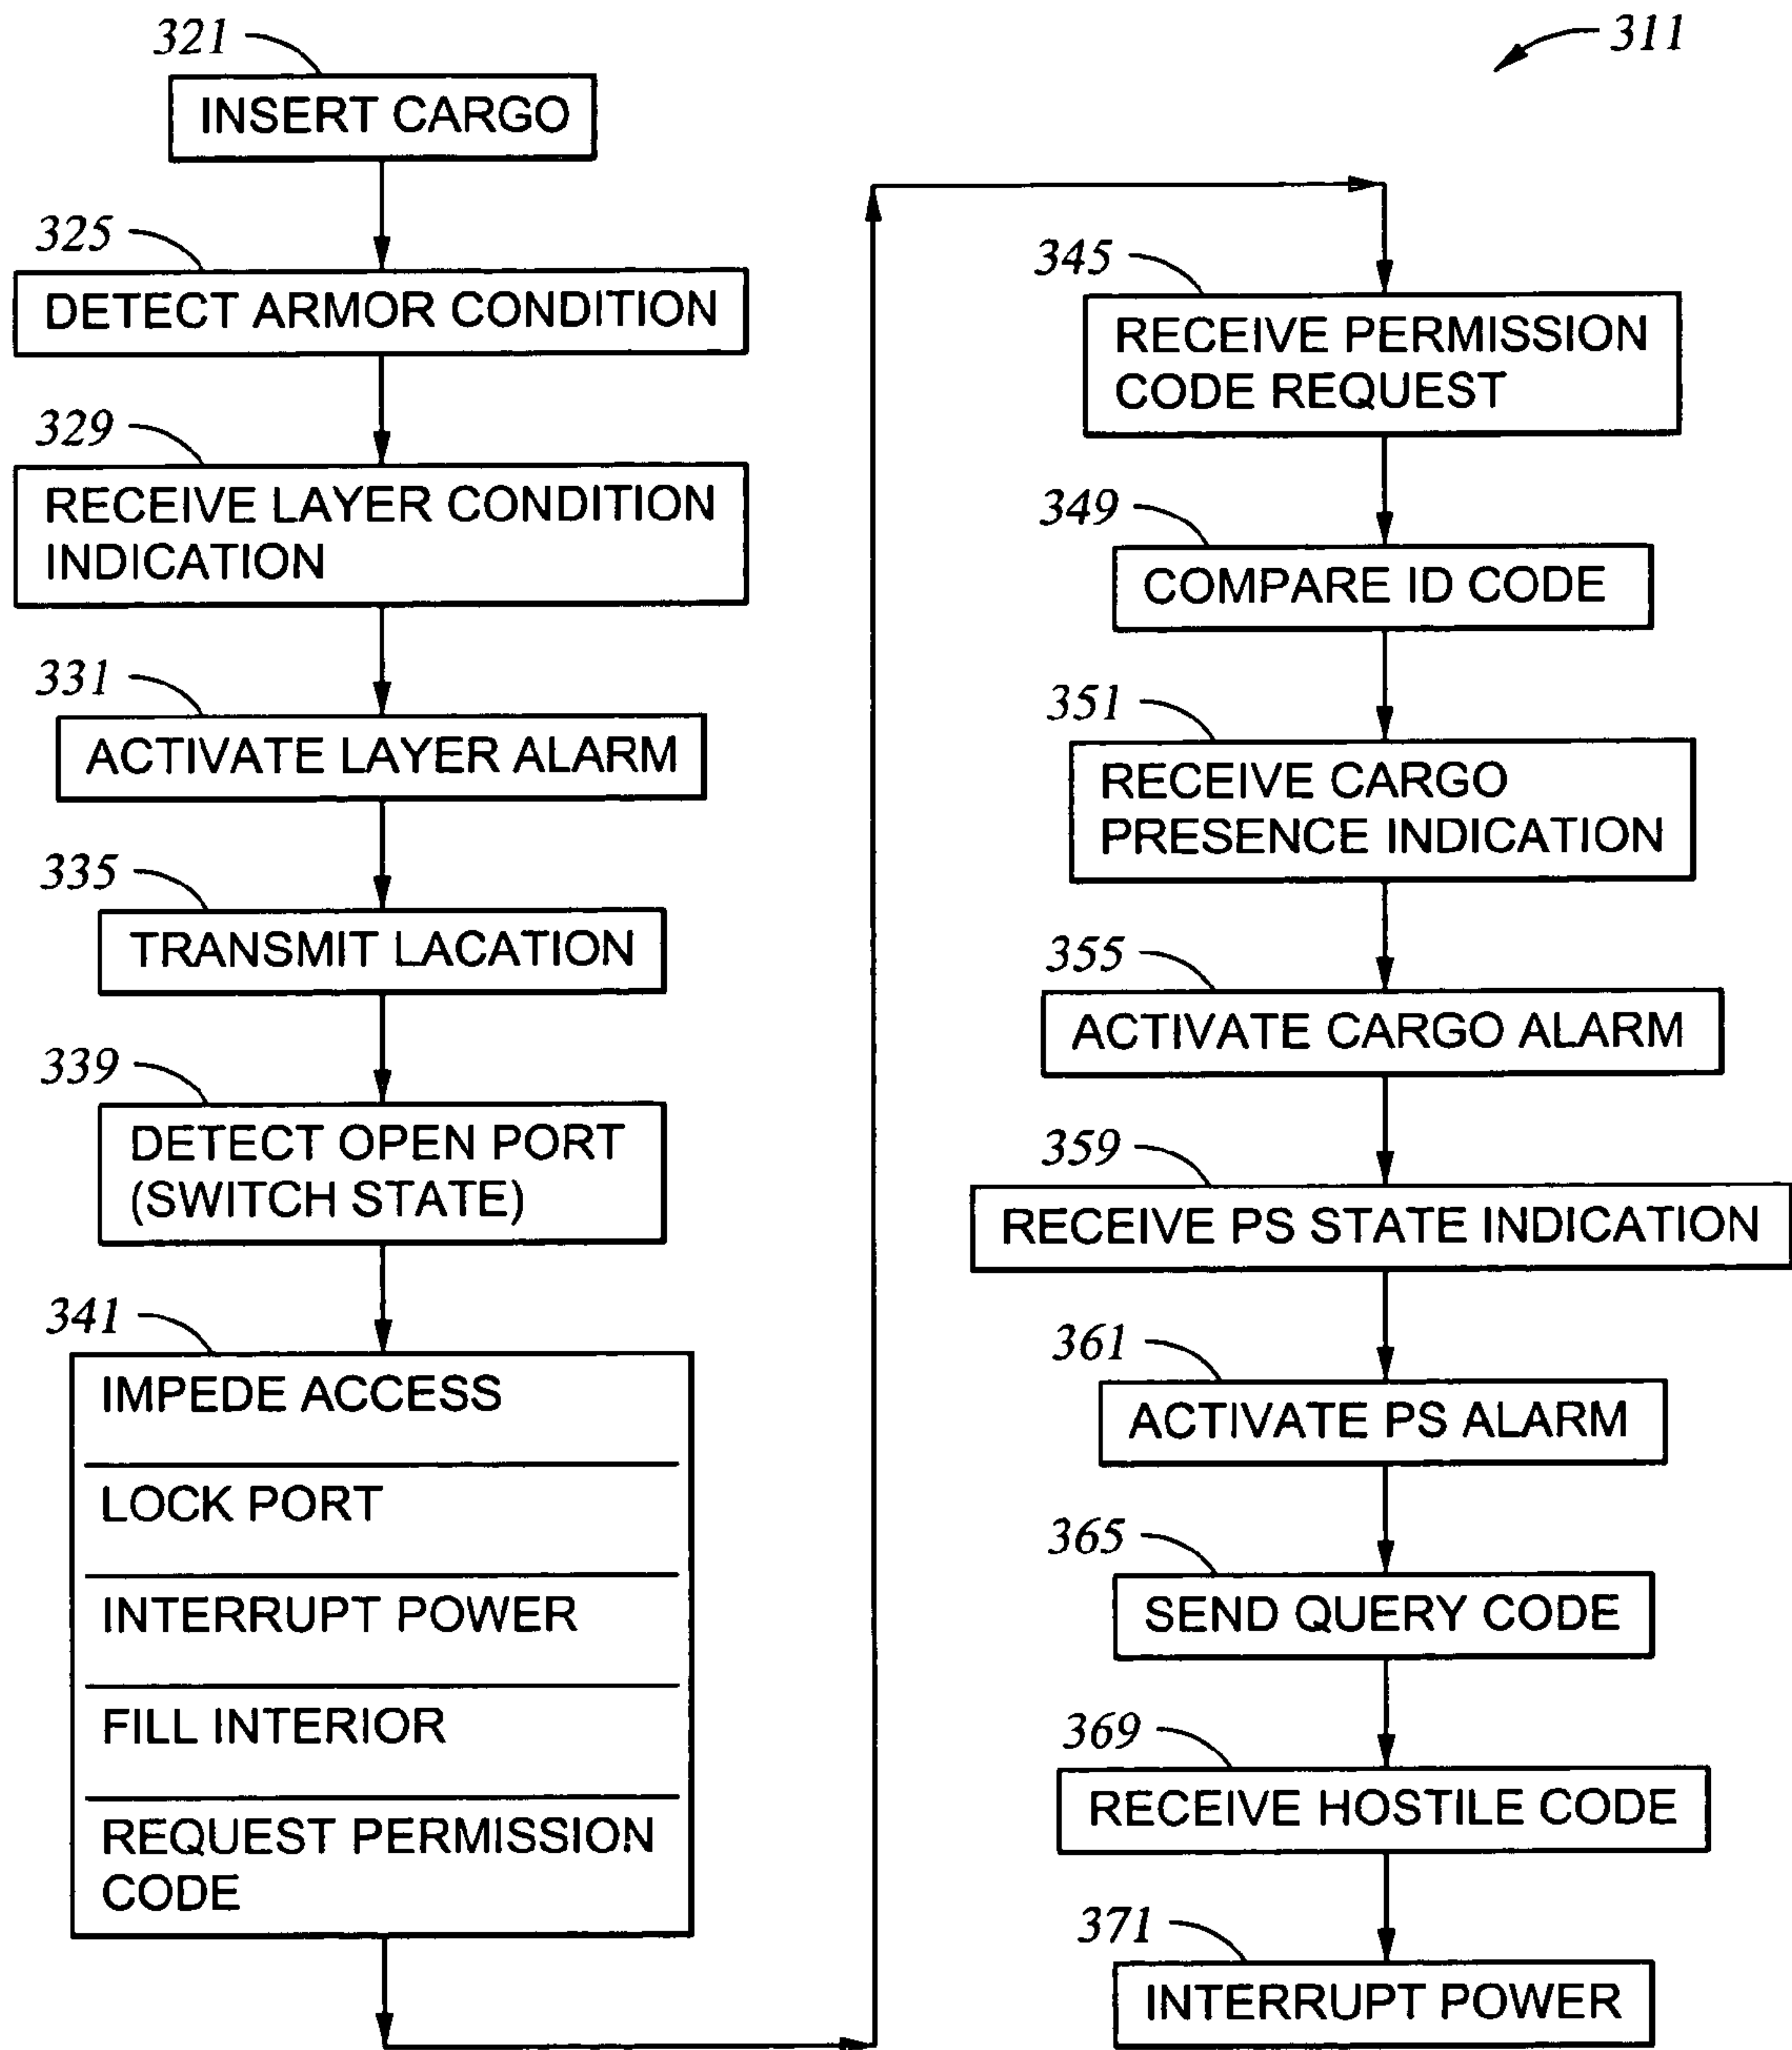 311
321
INSERT CARGO
325
DETECT ARMOR CONDITION
329
RECEIVE LAYER CONDITION
INDICATION
331
ACTIVATE LAYER ALARM
335
TRANSMIT LACATION
339
DETECT OPEN PORT
(SWITCH STATE)
341
IMPEDE ACCESS
LOCK PORT
INTERRUPT POWER
FILL INTERIOR
REQUEST PERMISSION
CODE
345
RECEIVE PERMISSION
CODE REQUEST
349
COMPARE ID CODE
351
RECEIVE CARGO
PRESENCE INDICATION
355
ACTIVATE CARGO ALARM
359
RECEIVE PS STATE INDICATION
361
ACTIVATE PS ALARM
365
SEND QUERY CODE
369
RECEIVE HOSTILE CODE
371
INTERRUPT POWER